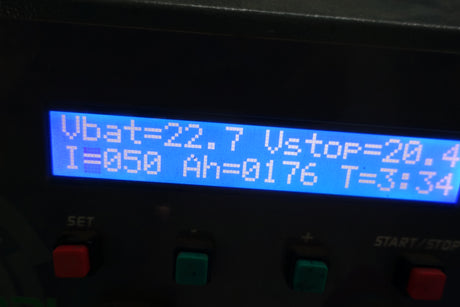 Vbat=22.7 Vstop=20.4
I=050 Ah=0176 T=3:34
SET - + START/STOP